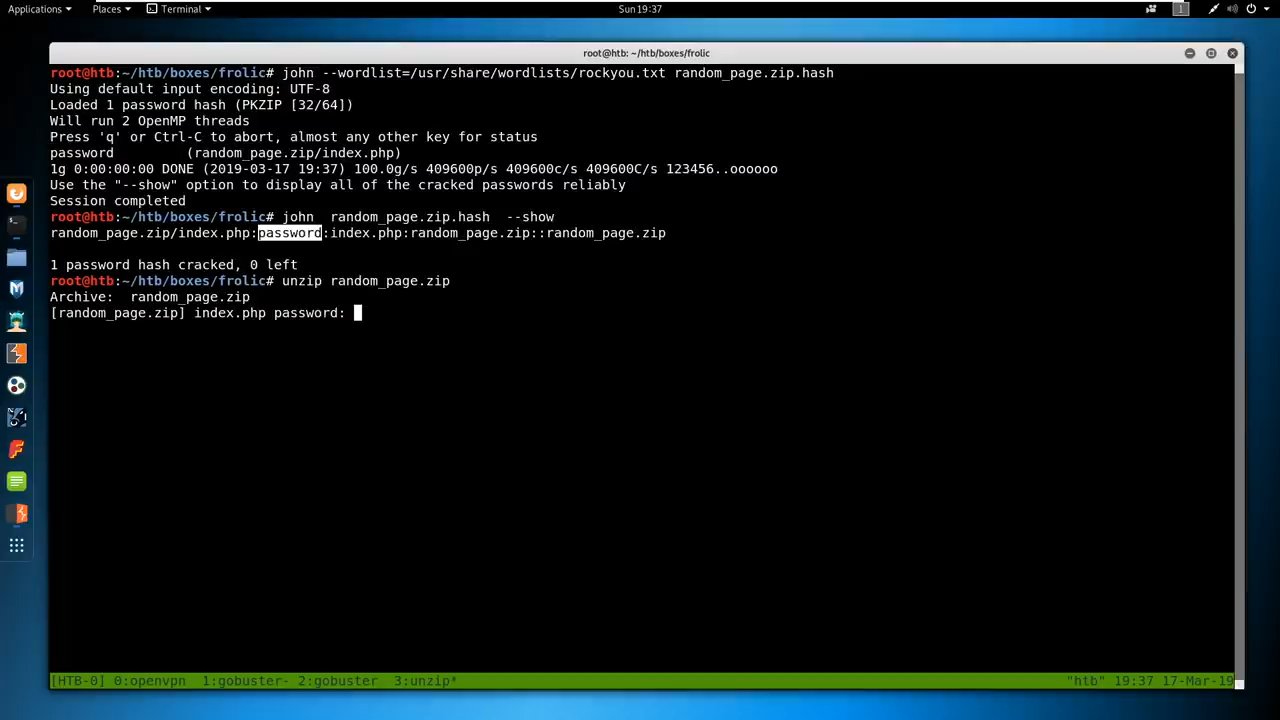 Applications Places Terminal Sun 19:37 1
root@htb: ~/htb/boxes/frolic
root@htb:~/htb/boxes/frolic# john --wordlist=/usr/share/wordlists/rockyou.txt random_page.zip.hash
Using default input encoding: UTF-8
Loaded 1 password hash (PKZIP [32/64])
Will run 2 OpenMP threads
Press 'q' or Ctrl-C to abort, almost any other key for status
password         (random_page.zip/index.php)
1g 0:00:00:00 DONE (2019-03-17 19:37) 100.0g/s 409600p/s 409600c/s 409600C/s 123456..oooooo
Use the "--show" option to display all of the cracked passwords reliably
Session completed
root@htb:~/htb/boxes/frolic# john  random_page.zip.hash  --show
random_page.zip/index.php:password:index.php:random_page.zip::random_page.zip
1 password hash cracked, 0 left
root@htb:~/htb/boxes/frolic# unzip random_page.zip
Archive:  random_page.zip
[random_page.zip] index.php password:
[HTB-0] 0:openvpn  1:gobuster- 2:gobuster  3:unzip* "htb" 19:37 17-Mar-19